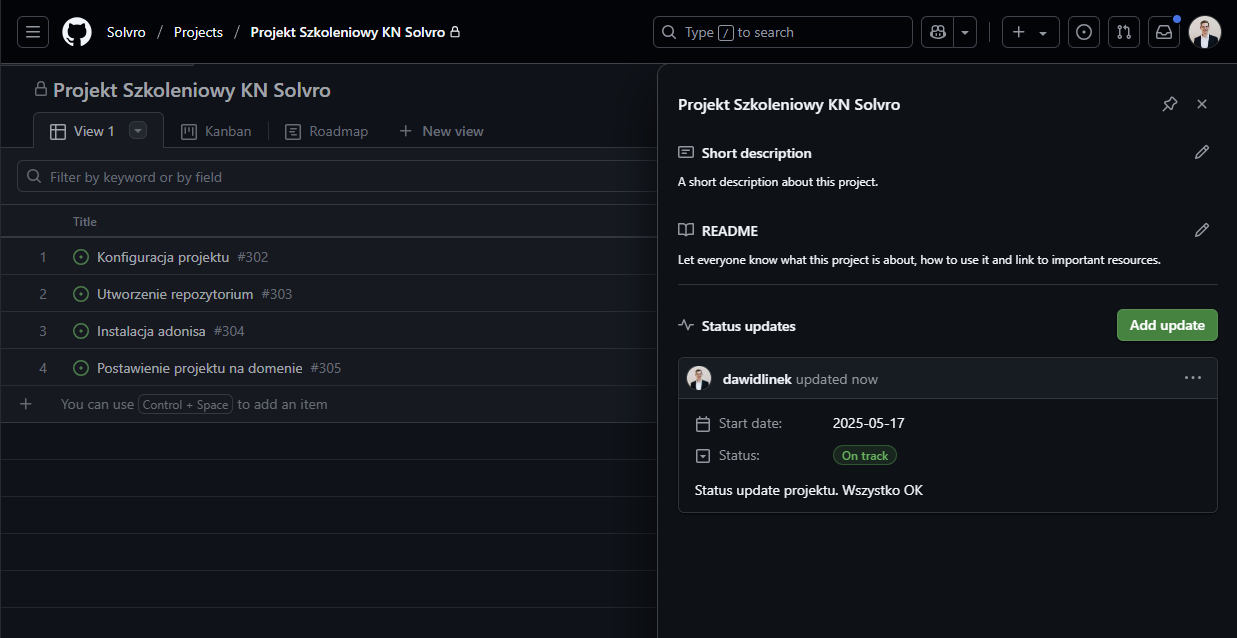 Solvro / Projects / Projekt Szkoleniowy KN Solvro
Type / to search
Projekt Szkoleniowy KN Solvro
View 1
Kanban
Roadmap
New view
Filter by keyword or by field
Title
1 Konfiguracja projektu #302
2 Utworzenie repozytorium #303
3 Instalacja adonisa #304
4 Postawienie projektu na domenie #305
+ You can use Control + Space to add an item
Projekt Szkoleniowy KN Solvro
Short description
A short description about this project.
README
Let everyone know what this project is about, how to use it and link to important resources.
Status updates
Add update
dawidlinek updated now
Start date: 2025-05-17
Status: On track
Status update projektu. Wszystko OK